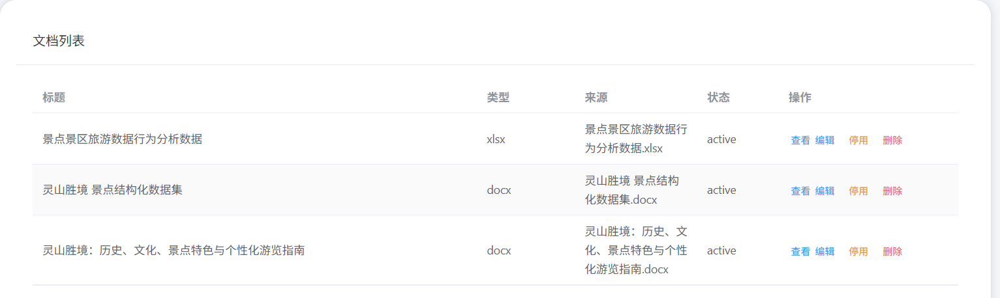 文档列表
标题 类型 来源 状态 操作
景点景区旅游数据行为分析数据 xlsx 景点景区旅游数据行 active 查看 编辑 停用 删除
为分析数据.xlsx
灵山胜境 景点结构化数据集 docx 灵山胜境 景点结构 active 查看 编辑 停用 删除
化数据集.docx
灵山胜境：历史、文化、景点特色与个性化游览指南 docx 灵山胜境：历史、文 active 查看 编辑 停用 删除
化、景点特色与个性
化游览指南.docx